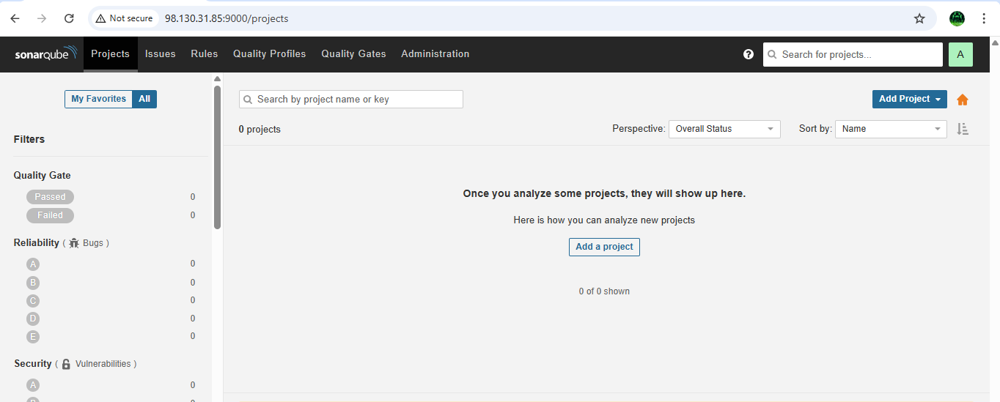 Not secure 98.130.31.85:9000/projects
sonarqube Projects Issues Rules Quality Profiles Quality Gates Administration ? Search for projects... A
My Favorites All
Search by project name or key
Add Project
0 projects
Perspective: Overall Status
Sort by: Name
Filters
Quality Gate
Passed 0
Failed 0
Reliability ( Bugs )
A 0
B 0
C 0
D 0
E 0
Security ( Vulnerabilities )
A 0
Once you analyze some projects, they will show up here.
Here is how you can analyze new projects
Add a project
0 of 0 shown